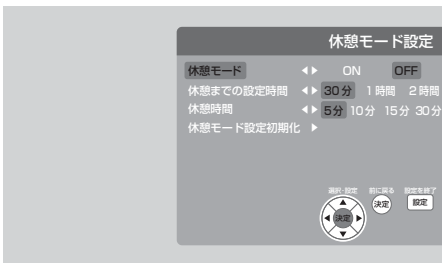 休憩モード設定
休憩モード ◀▶ ON OFF
休憩までの設定時間 ◀▶ 30分 1時間 2時間
休憩時間 ◀▶ 5分 10分 15分 30分
休憩モード設定初期化 ▶
選択・設定 前に戻る 設定を終了
決定 決定 設定